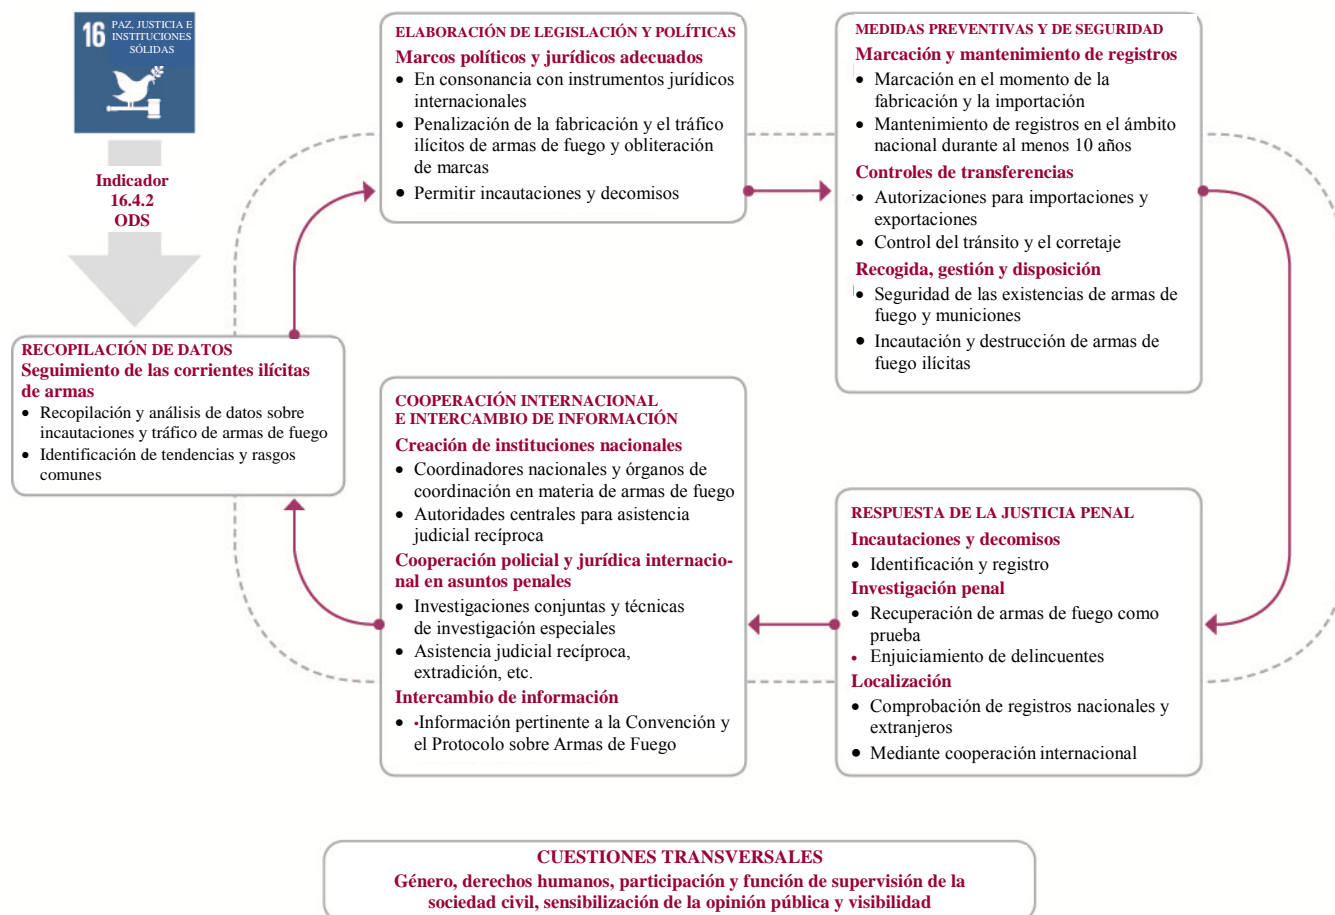 16 PAZ, JUSTICIA E
INSTITUCIONES
SÓLIDAS
Indicador
16.4.2
ODS
RECOPILACIÓN DE DATOS
Seguimiento de las corrientes ilícitas
de armas
• Recopilación y análisis de datos sobre
incautaciones y tráfico de armas de fuego
• Identificación de tendencias y rasgos
comunes
ELABORACIÓN DE LEGISLACIÓN Y POLÍTICAS
Marcos políticos y jurídicos adecuados
• En consonancia con instrumentos jurídicos
internacionales
• Penalización de la fabricación y el tráfico
ilícitos de armas de fuego y obliteración
de marcas
• Permitir incautaciones y decomisos
MEDIDAS PREVENTIVAS Y DE SEGURIDAD
Marcación y mantenimiento de registros
• Marcación en el momento de la
fabricación y la importación
• Mantenimiento de registros en el ámbito
nacional durante al menos 10 años
Controles de transferencias
• Autorizaciones para importaciones y
exportaciones
• Control del tránsito y el corretaje
Recogida, gestión y disposición
• Seguridad de las existencias de armas de
fuego y municiones
• Incautación y destrucción de armas de
fuego ilícitas
RESPUESTA DE LA JUSTICIA PENAL
Incautaciones y decomisos
• Identificación y registro
Investigación penal
• Recuperación de armas de fuego como
prueba
• Enjuiciamiento de delincuentes
Localización
• Comprobación de registros nacionales y
extranjeros
• Mediante cooperación internacional
COOPERACIÓN INTERNACIONAL
E INTERCAMBIO DE INFORMACIÓN
Creación de instituciones nacionales
• Coordinadores nacionales y órganos de
coordinación en materia de armas de fuego
• Autoridades centrales para asistencia
judicial recíproca
Cooperación policial y jurídica internacio-
nal en asuntos penales
• Investigaciones conjuntas y técnicas
de investigación especiales
• Asistencia judicial recíproca,
extradición, etc.
Intercambio de información
• •Información pertinente a la Convención y
el Protocolo sobre Armas de Fuego
CUESTIONES TRANSVERSALES
Género, derechos humanos, participación y función de supervisión de la
sociedad civil, sensibilización de la opinión pública y visibilidad